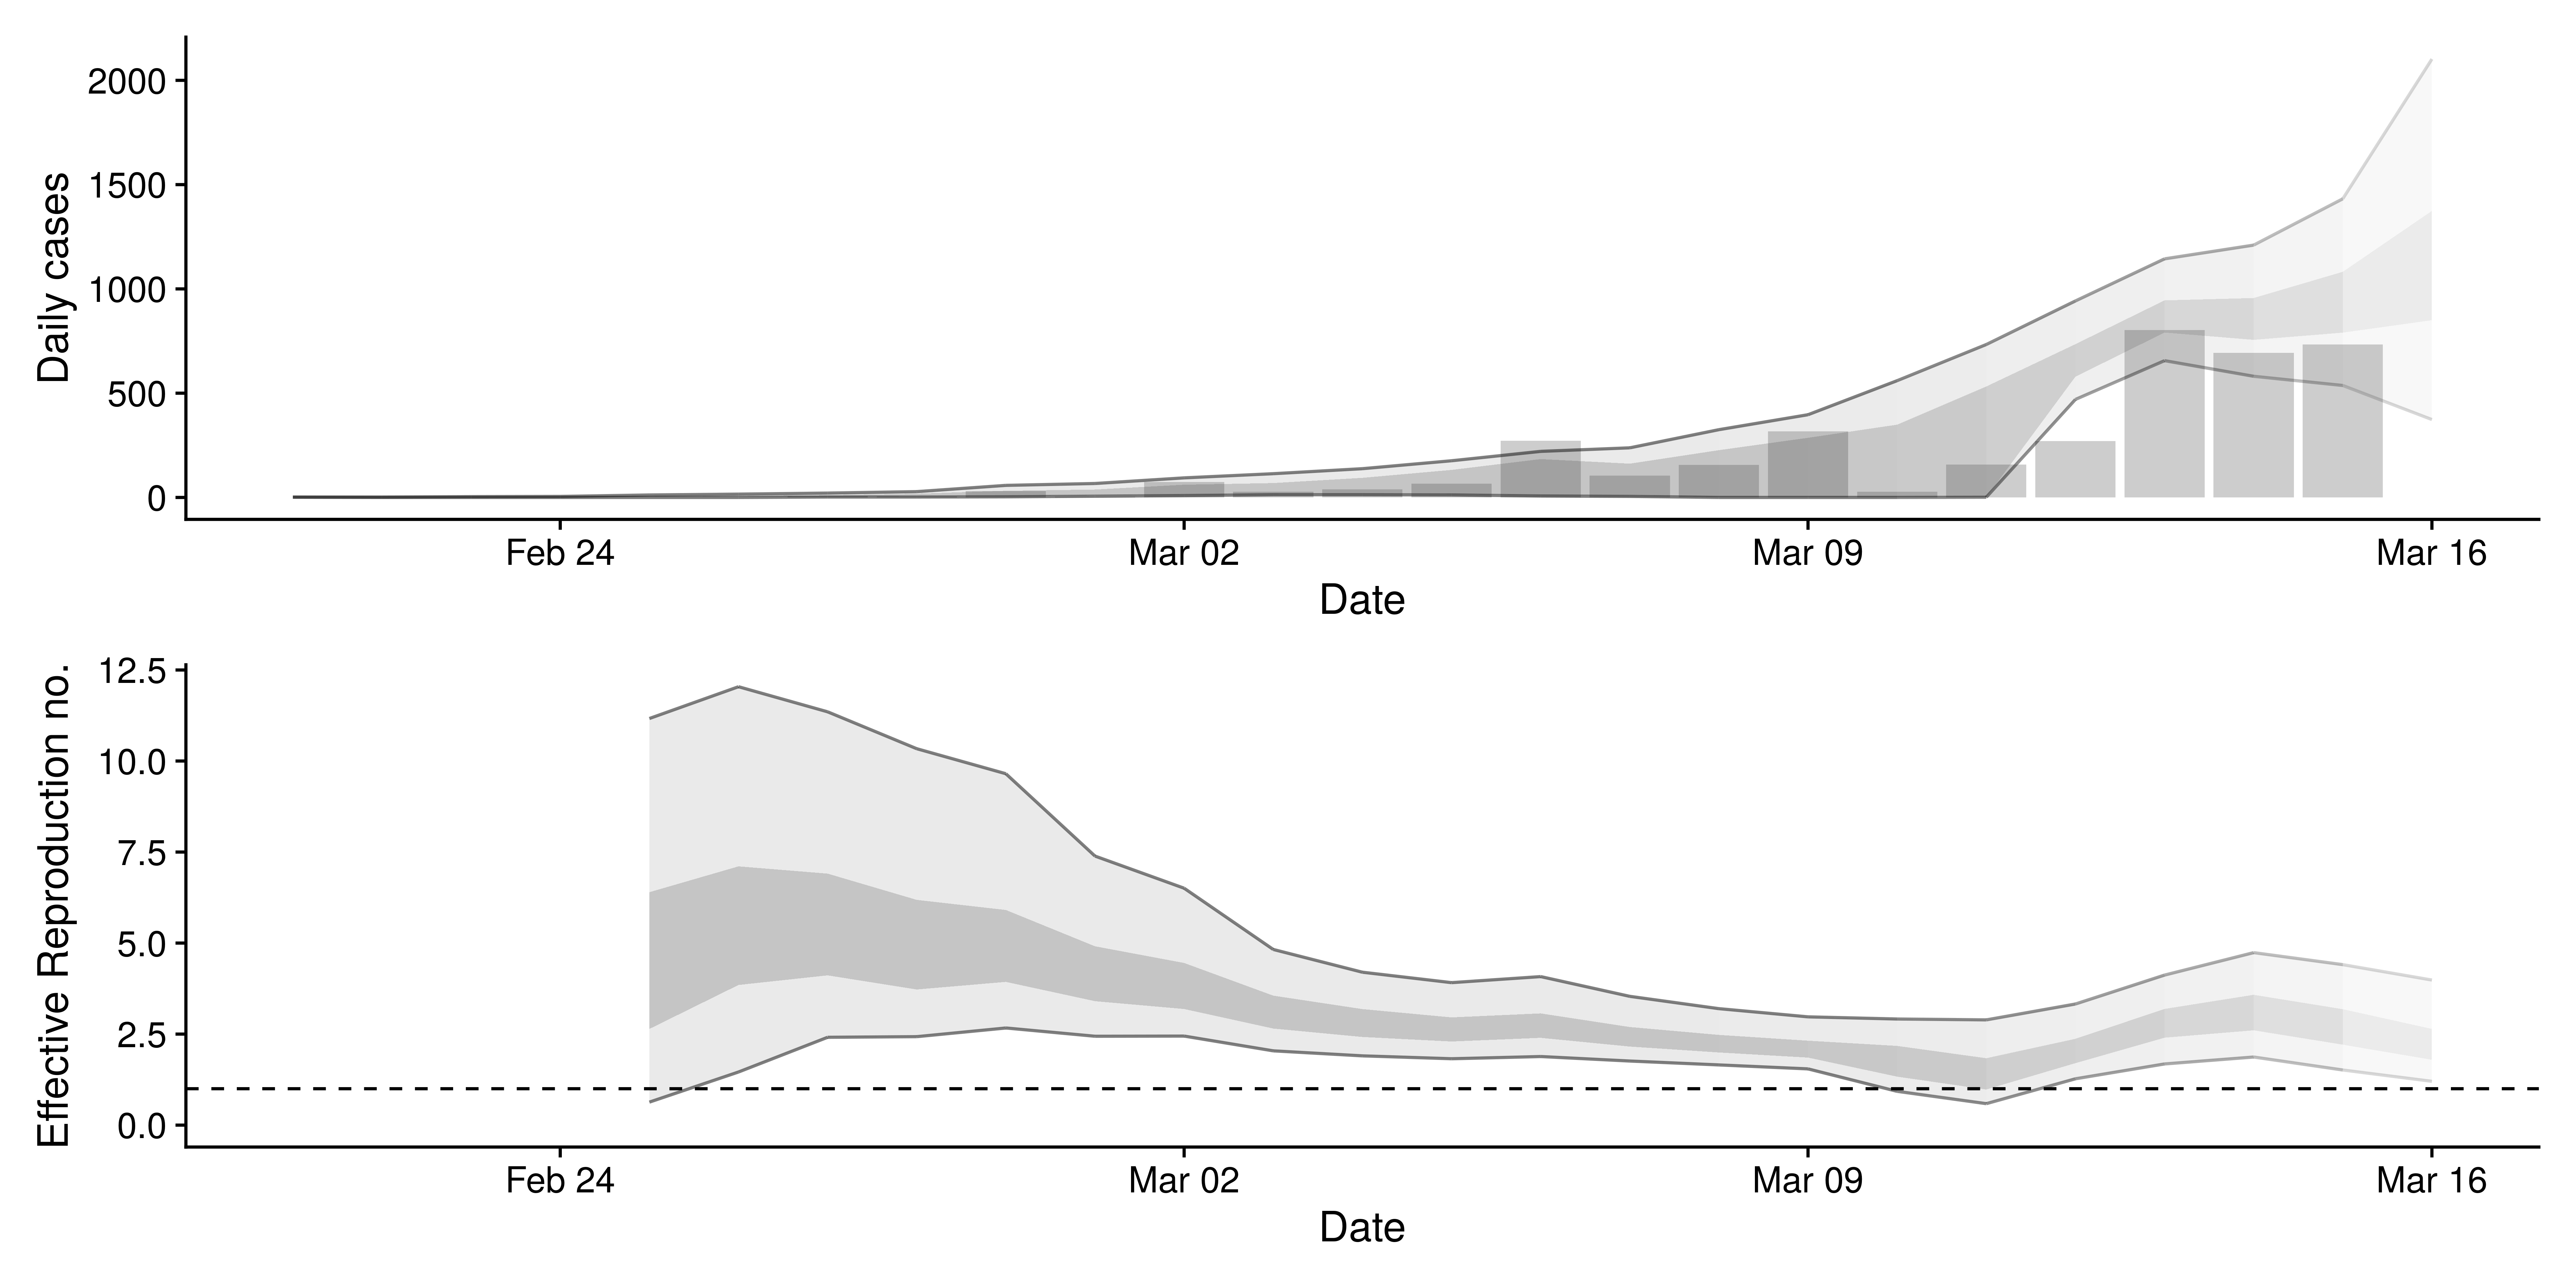 Daily cases
2000
1500
1000
500
0
Feb 24 Mar 02 Mar 09 Mar 16
Date
Effective Reproduction no.
12.5
10.0
7.5
5.0
2.5
0.0
Feb 24 Mar 02 Mar 09 Mar 16
Date